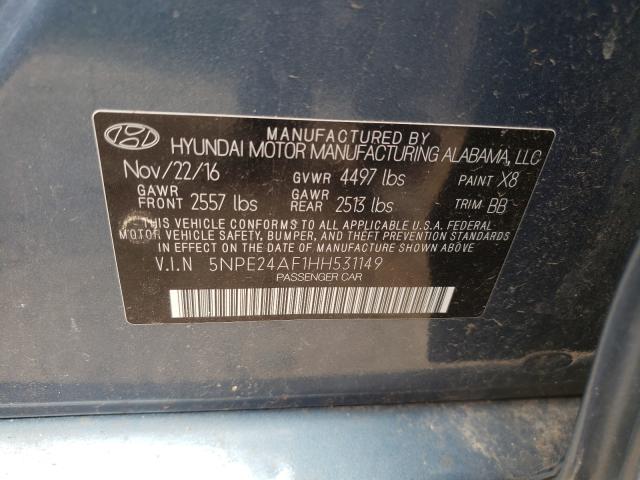 MANUFACTURED BY
HYUNDAI MOTOR MANUFACTURING ALABAMA, LLC
Nov/22/16 GVWR 4497 lbs PAINT X8
GAWR FRONT 2557 lbs GAWR REAR 2513 lbs TRIM BB
THIS VEHICLE CONFORMS TO ALL APPLICABLE U.S.A. FEDERAL
MOTOR VEHICLE SAFETY, BUMPER, AND THEFT PREVENTION STANDARDS
IN EFFECT ON THE DATE OF MANUFACTURE SHOWN ABOVE.
V.I.N 5NPE24AF1HH531149
PASSENGER CAR